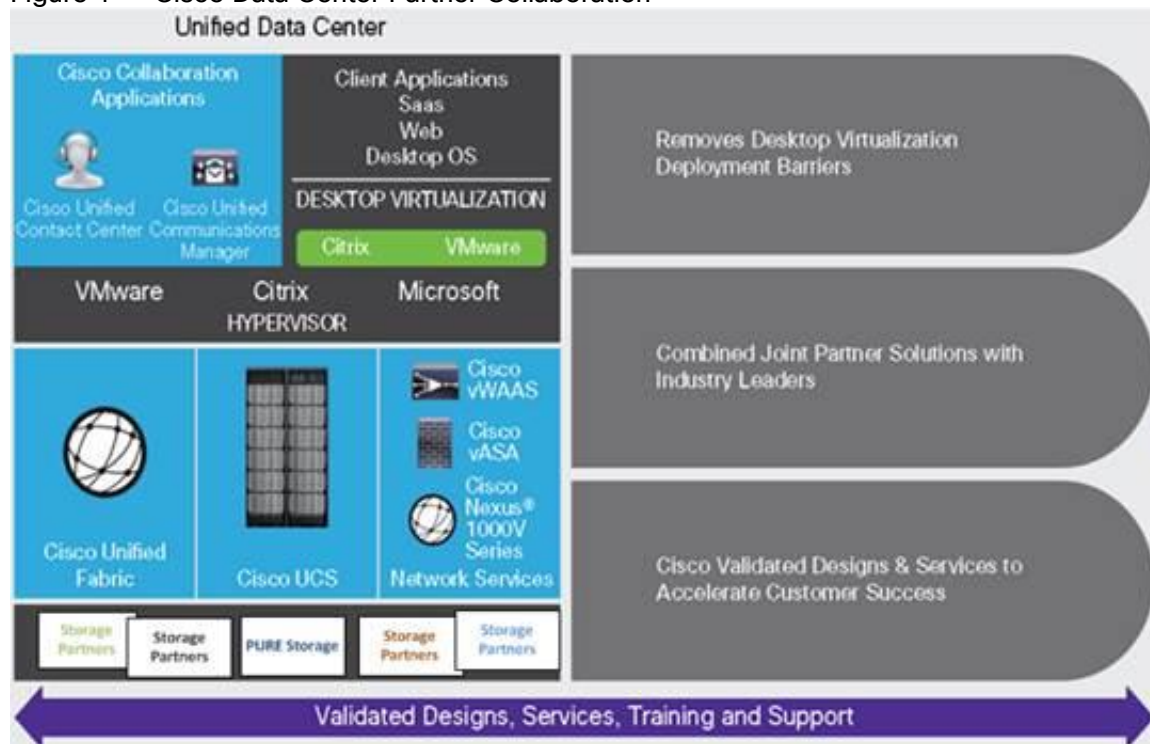 Unified Data Center
Cisco Collaboration
Applications
Cisco Unified
Contact Center
Cisco Unified
Communications
Manager
Client Applications
Saas
Web
Desktop OS
DESKTOP VIRTUALIZATION
Citrix VMware
VMware Citrix Microsoft
HYPERVISOR
Cisco Unified
Fabric
Cisco UCS
Cisco
vWAAS
Cisco
vASA
Cisco
Nexus®
1000V
Series
Network Services
Storage
Partners
Storage
Partners
PURE Storage
Storage
Partners
Storage
Partners
Removes Desktop Virtualization
Deployment Barriers
Combined Joint Partner Solutions with
Industry Leaders
Cisco Validated Designs & Services to
Accelerate Customer Success
Validated Designs, Services, Training and Support